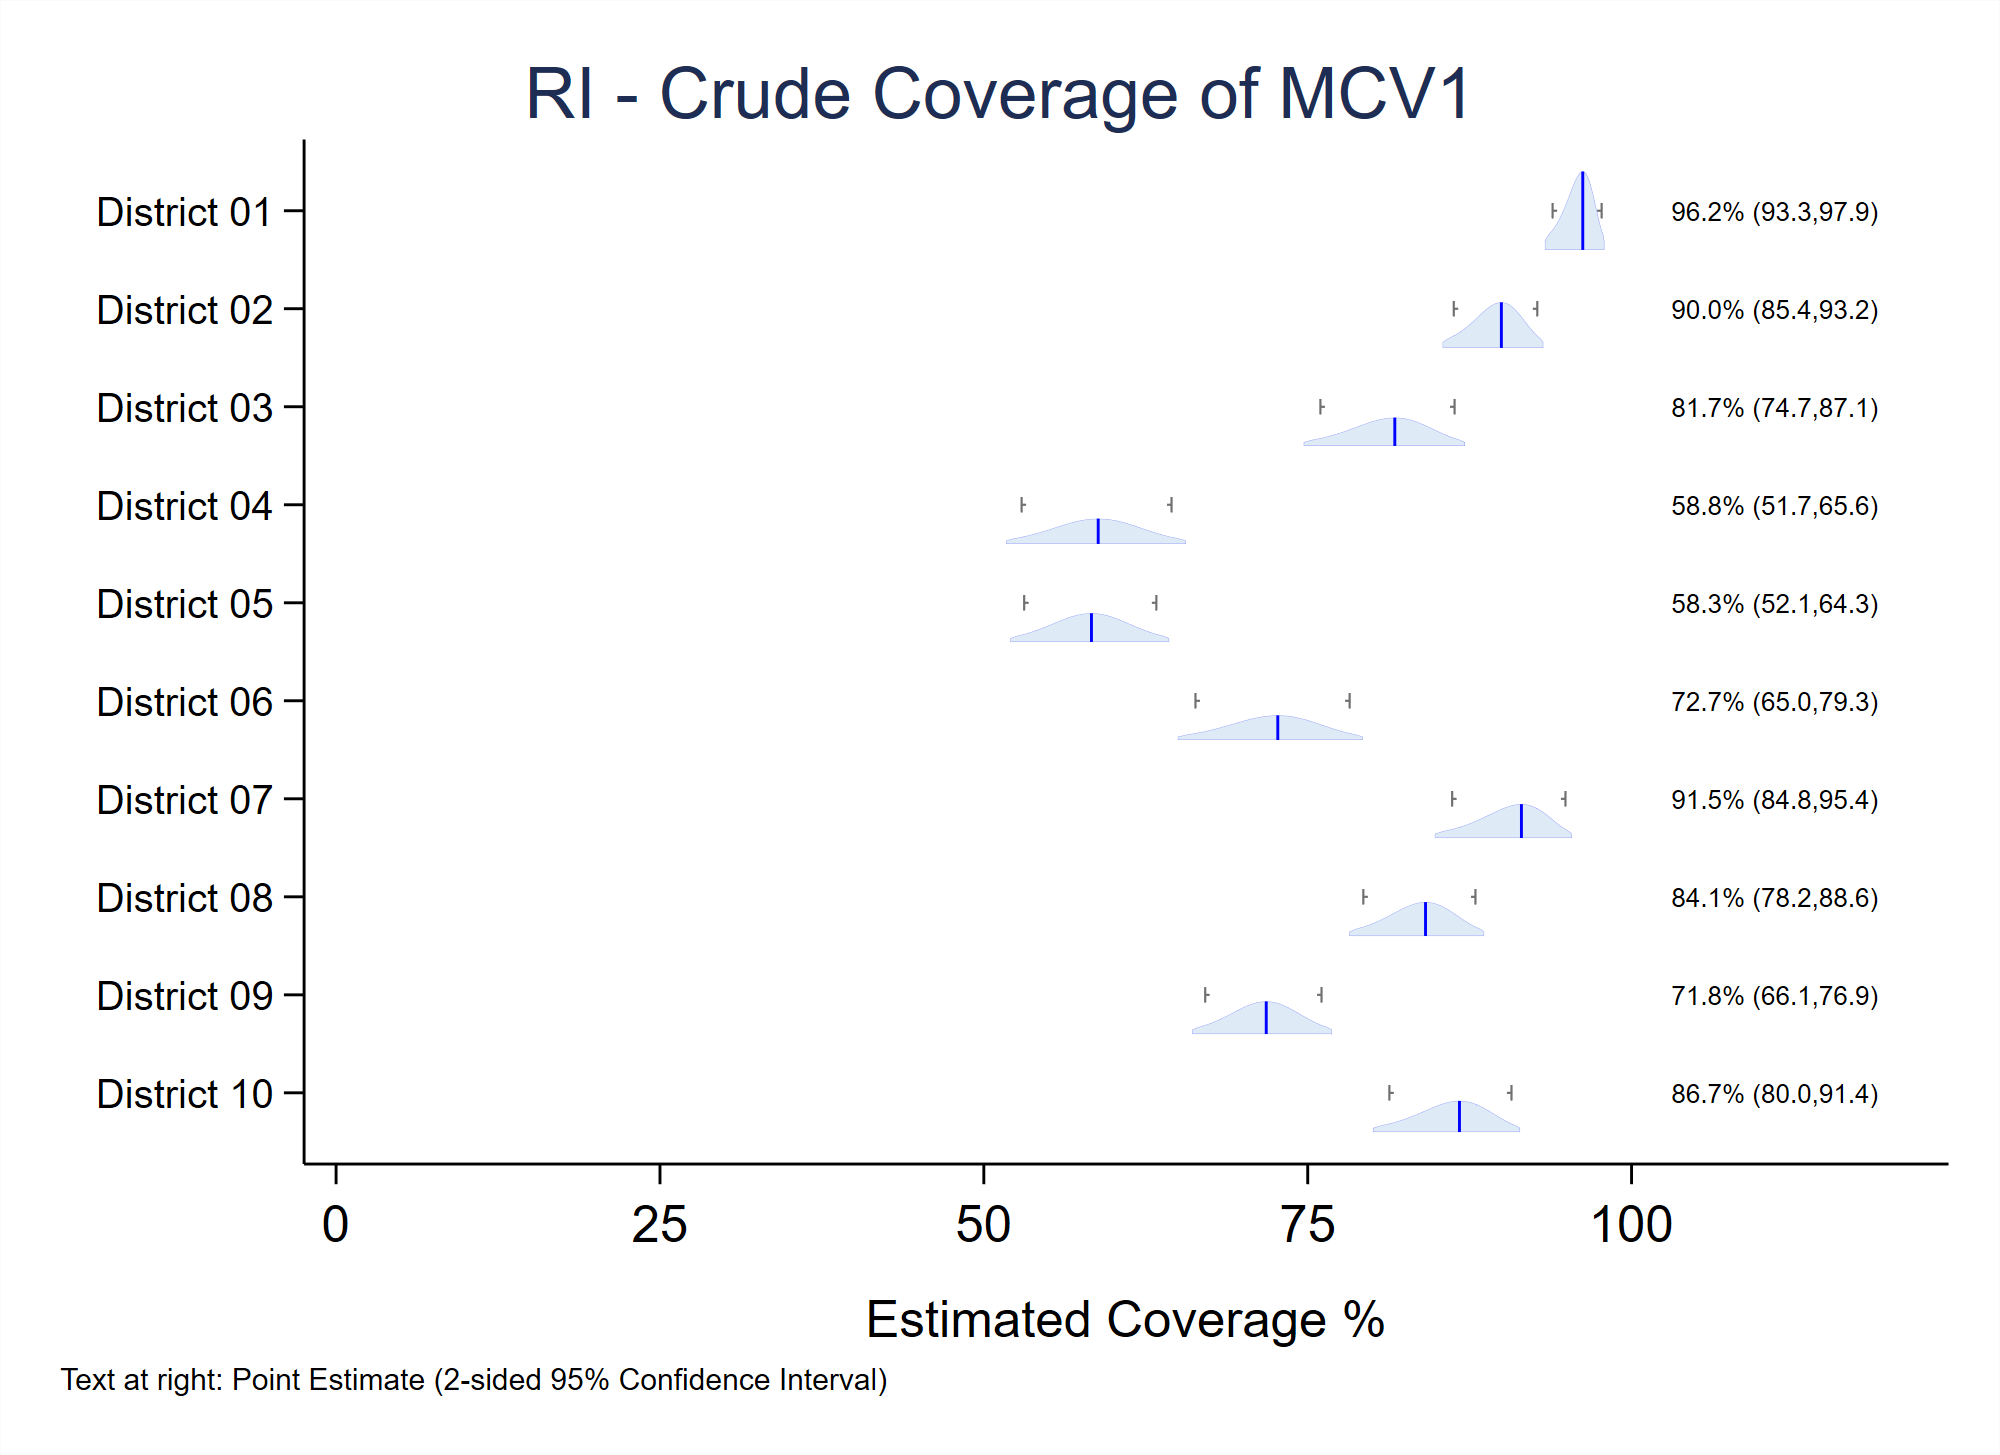 RI - Crude Coverage of MCV1
District 01 96.2% (93.3,97.9)
District 02 90.0% (85.4,93.2)
District 03 81.7% (74.7,87.1)
District 04 58.8% (51.7,65.6)
District 05 58.3% (52.1,64.3)
District 06 72.7% (65.0,79.3)
District 07 91.5% (84.8,95.4)
District 08 84.1% (78.2,88.6)
District 09 71.8% (66.1,76.9)
District 10 86.7% (80.0,91.4)
0 25 50 75 100
Estimated Coverage %
Text at right: Point Estimate (2-sided 95% Confidence Interval)